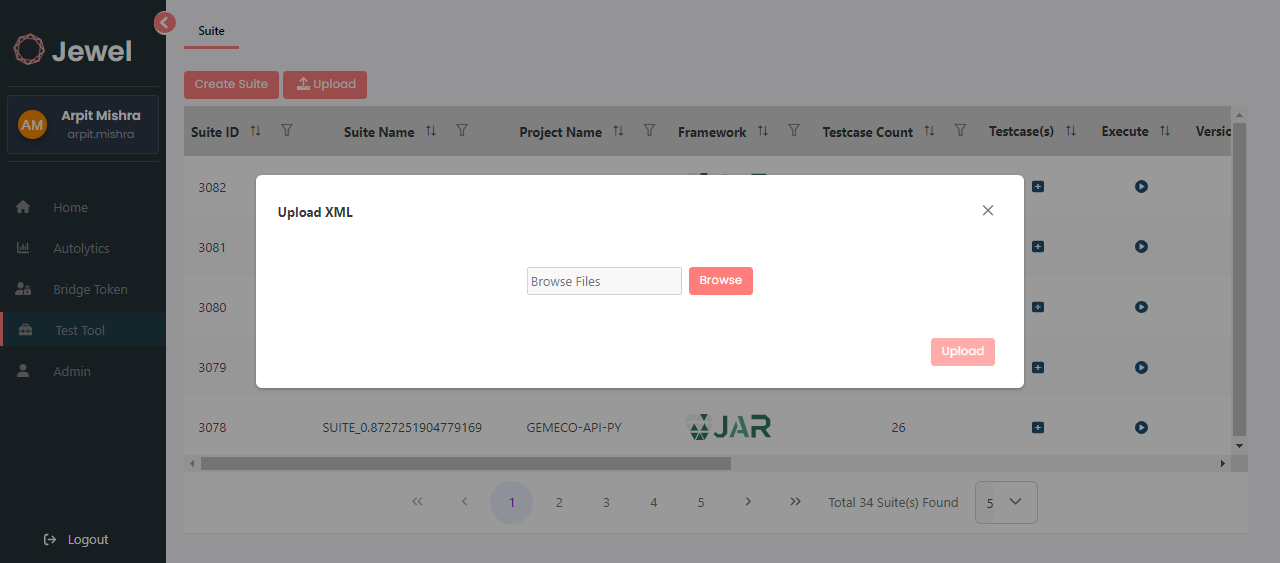 Jewel
AM
Arpit Mishra
arpit.mishra
Home
Autolytics
Bridge Token
Test Tool
Admin
Logout
Suite
Create Suite Upload
Suite ID Suite Name Project Name Framework Testcase Count Testcase(s) Execute Versio
3082
Upload XML
3081
Browse Files Browse
3080
Upload
3079
3078 SUITE_0.8727251904779169 GEMECO-API-PY JAR 26
1 2 3 4 5 Total 34 Suite(s) Found 5